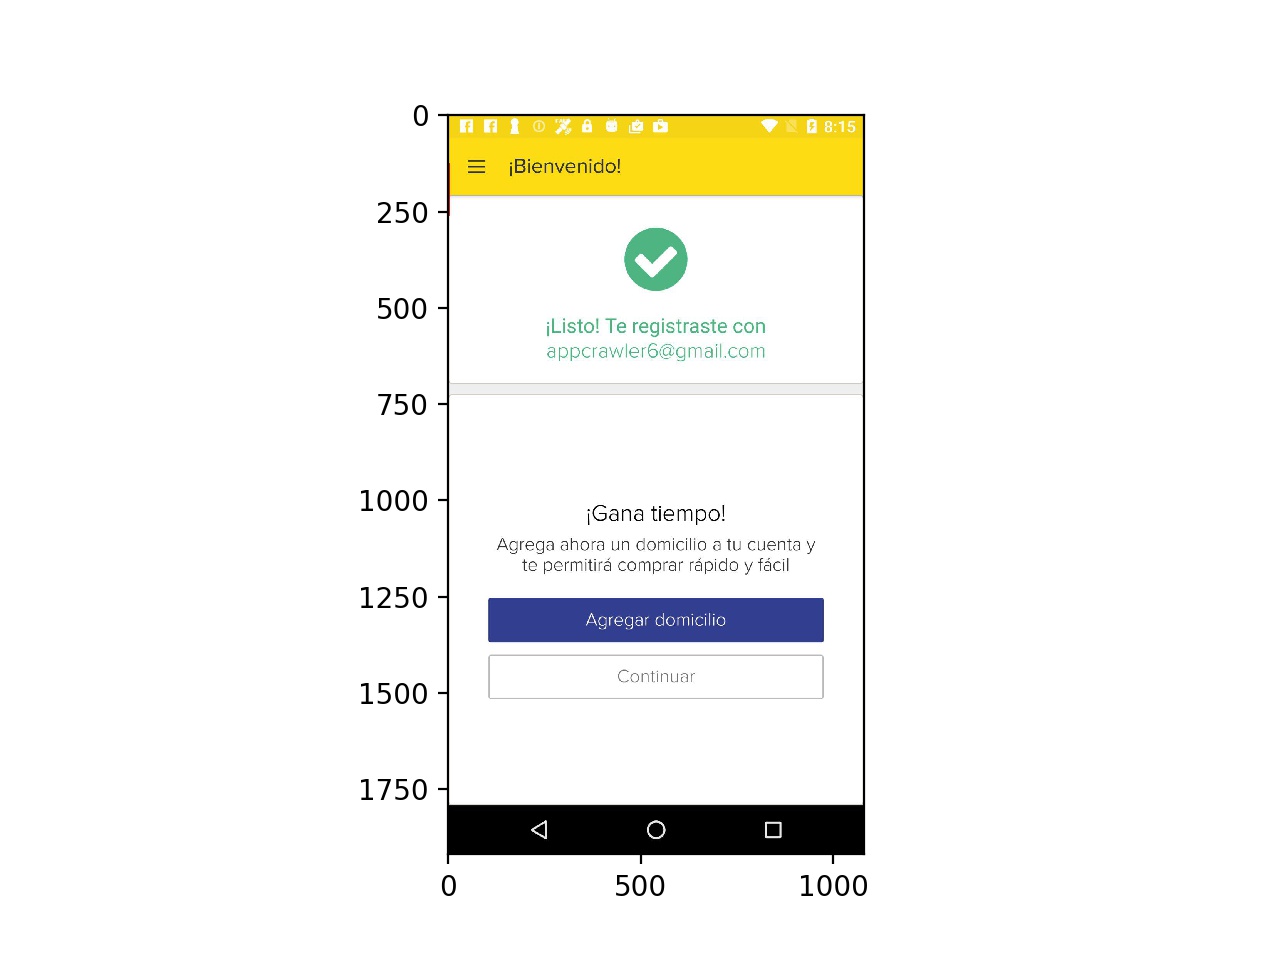 0
250
500
750
1000
1250
1500
1750
0
500
1000
8:15
¡Bienvenido!
¡Listo! Te registraste con
appcrawler6@gmail.com
¡Gana tiempo!
Agrega ahora un domicilio a tu cuenta y
te permitirá comprar rápido y fácil
Agregar domicilio
Continuar